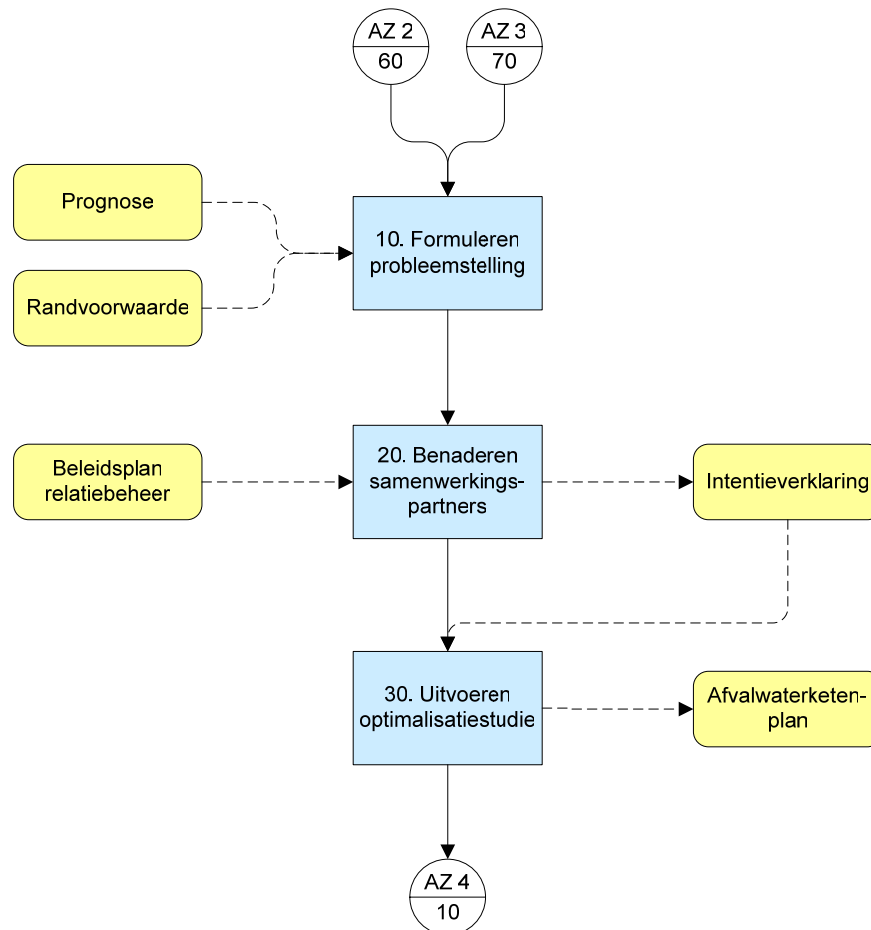 AZ 2
60
AZ 3
70
Prognose
10. Formuleren
probleemstelling
Randvoorwaarde
Beleidsplan
relatiebeheer
20. Benaderen
samenwerkings-
partners
Intentieverklaring
30. Uitvoeren
optimalisatiestudie
Afvalwaterketen-
plan
AZ 4
10